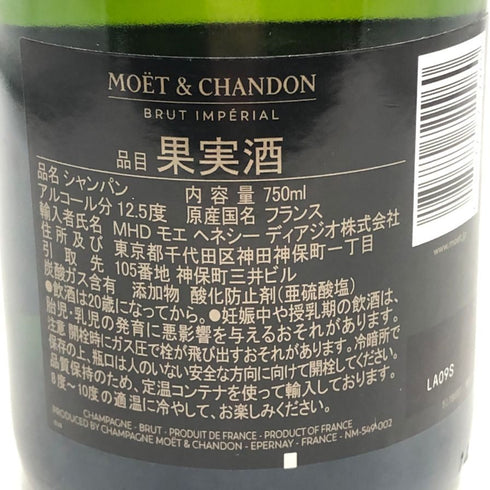 MOËT & CHANDON
BRUT IMPÉRIAL
品目 果実酒
品名 シャンパン 内容量 750ml
アルコール分 12.5度 原産国名 フランス
輸入者氏名 MHD モエ ヘネシー ディアジオ株式会社
住所及び 東京都千代田区神田神保町一丁目
引取先 105番地 神保町三井ビル
炭酸ガス含有 添加物 酸化防止剤(亜硫酸塩)
●飲酒は20歳になってから。●妊娠中や授乳期の飲酒は、
胎児・乳児の発育に悪影響を与えるおそれがあります。
注意 開栓時にガス圧で栓が飛び出すおそれがあります。冷暗所で
保存の上、瓶口は人のいない安全な方向に向けて開栓してください。
品質保持のため、定温コンテナを使って輸入しております。
8度~10度の適温に冷やして、お楽しみください。
CHAMPAGNE - BRUT - PRODUIT DE FRANCE - PRODUCT OF FRANCE
PRODUCED BY CHAMPAGNE MOËT & CHANDON - EPERNAY - FRANCE - NM-549-002
www.moet.
LA09S